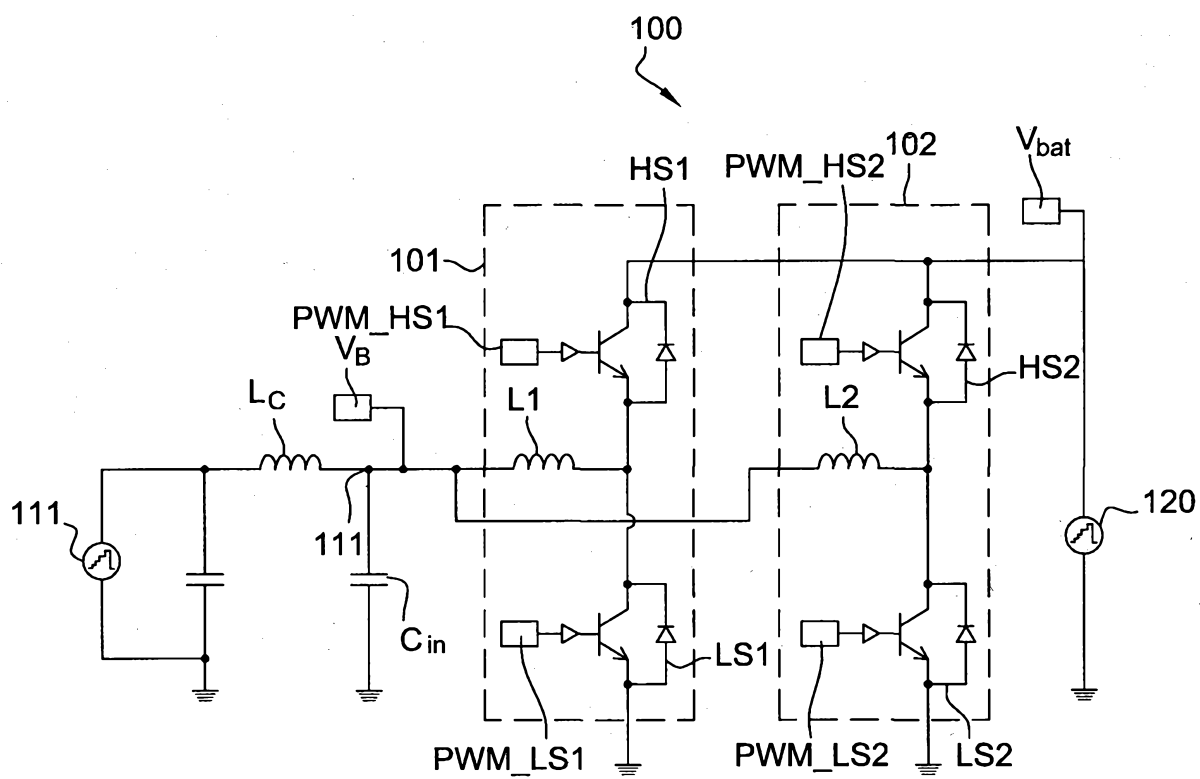 100
V_bat
102
PWM_HS2
HS1
101
PWM_HS1
V_B
HS2
L_C
L1
L2
111
111
120
C_in
LS1
PWM_LS1
PWM_LS2
LS2